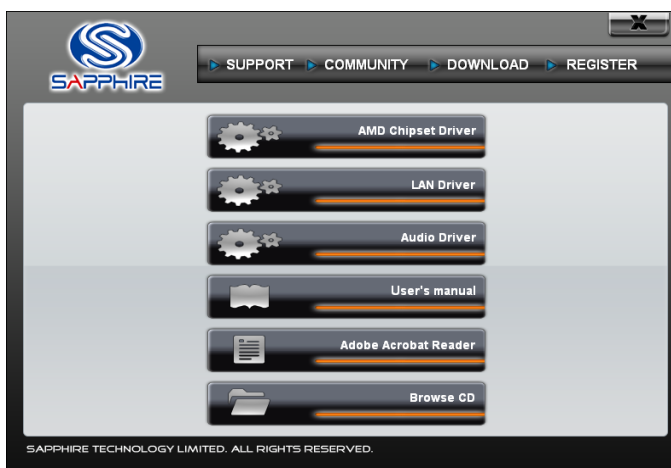 X
SAPPHIRE
SUPPORT COMMUNITY DOWNLOAD REGISTER
AMD Chipset Driver
LAN Driver
Audio Driver
User's manual
Adobe Acrobat Reader
Browse CD
SAPPHIRE TECHNOLOGY LIMITED. ALL RIGHTS RESERVED.